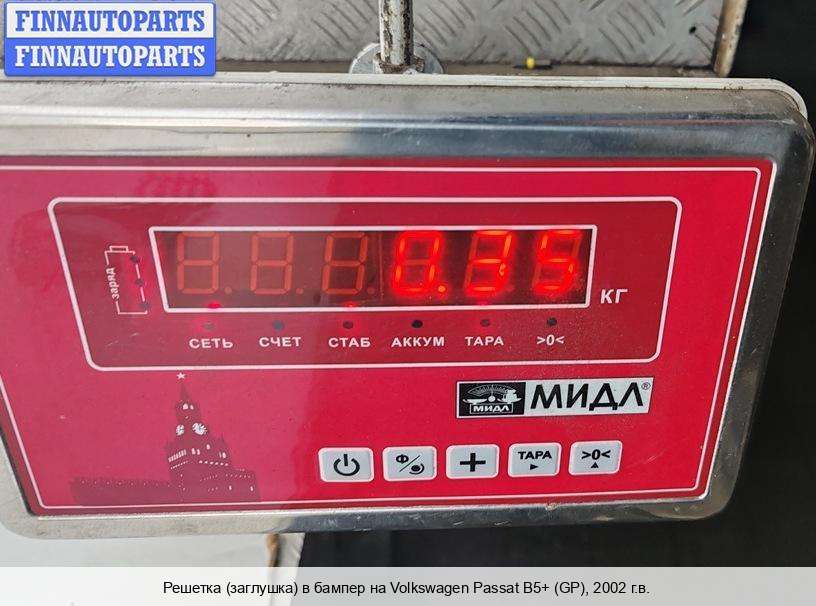 FINNAUTOPARTS
FINNAUTOPARTS
заряд
0.35
КГ
СЕТЬ СЧЕТ СТАБ АККУМ ТАРА >0<
МИДЛ МИДЛ®
Ф ТАРА >0<
Решетка (заглушка) в бампер на Volkswagen Passat B5+ (GP), 2002 г.в.